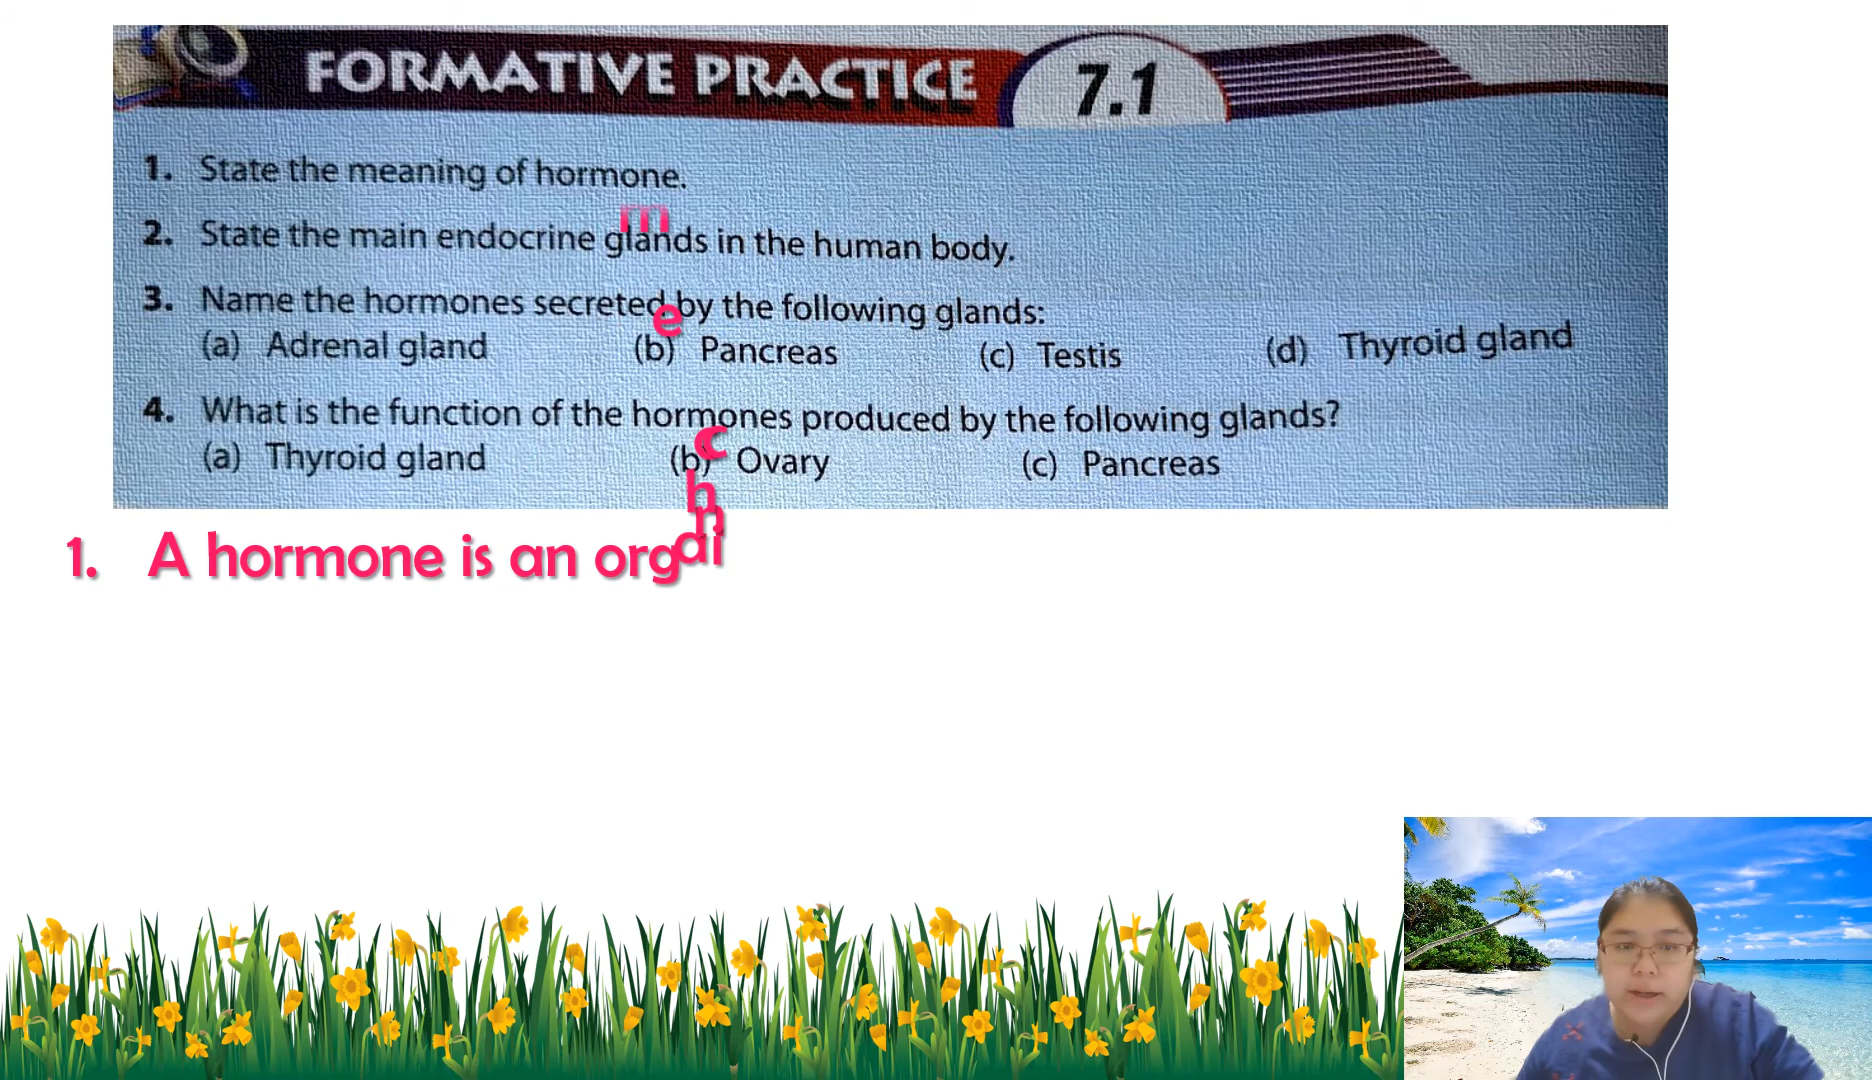 FORMATIVE PRACTICE 7.1
1. State the meaning of hormone.
2. State the main endocrine glands in the human body.
3. Name the hormones secreted by the following glands:
(a) Adrenal gland (b) Pancreas (c) Testis (d) Thyroid gland
4. What is the function of the hormones produced by the following glands?
(a) Thyroid gland (b) Ovary (c) Pancreas
1. A hormone is an organic